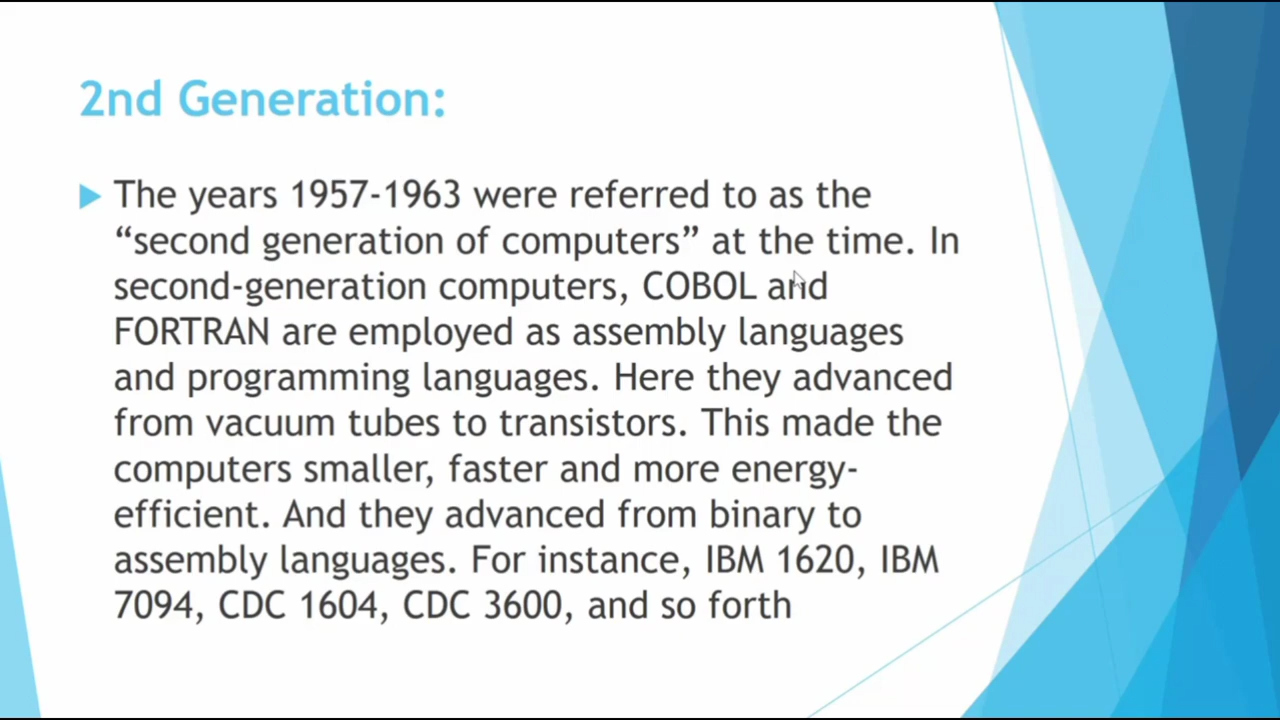 2nd Generation:
The years 1957-1963 were referred to as the
“second generation of computers” at the time. In
second-generation computers, COBOL and
FORTRAN are employed as assembly languages
and programming languages. Here they advanced
from vacuum tubes to transistors. This made the
computers smaller, faster and more energy-
efficient. And they advanced from binary to
assembly languages. For instance, IBM 1620, IBM
7094, CDC 1604, CDC 3600, and so forth